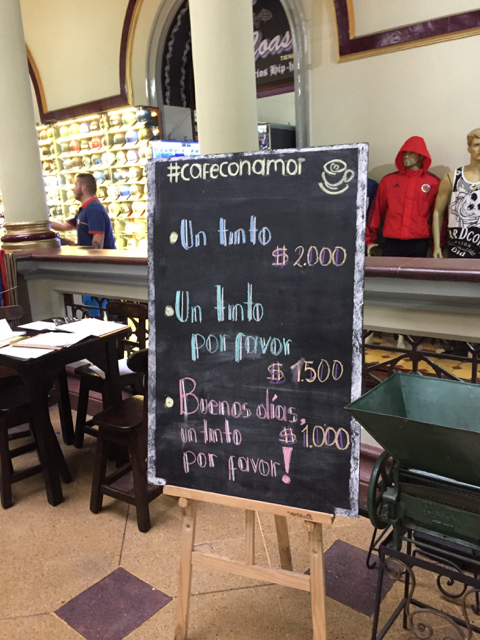 #cafeconamor
Un tinto
$ 2.000
Un tinto
por favor
$ 1.500
Buenos días,
un tinto $ 1.000
por favor!